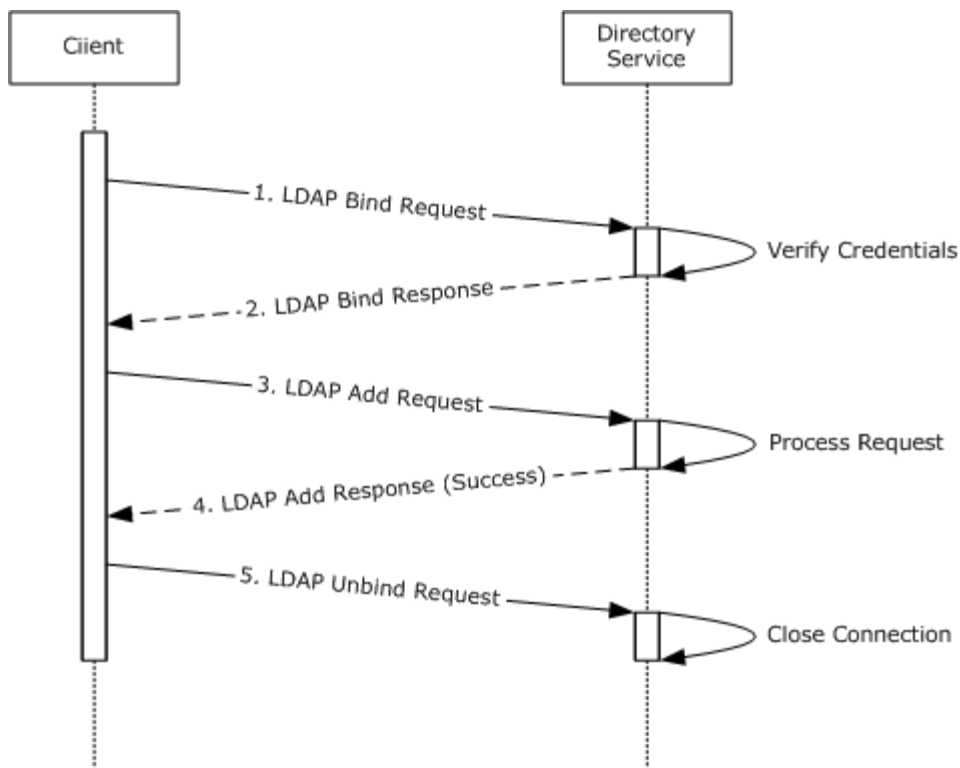 Ciient
Directory
Service
1. LDAP Bind Request
Verify Credentials
2. LDAP Bind Response
3. LDAP Add Request
Process Request
4. LDAP Add Response (Success)
5. LDAP Unbind Request
Close Connection